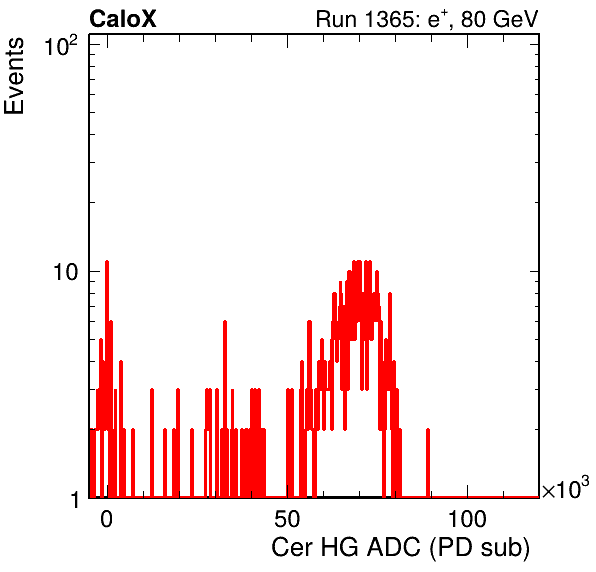 CaloX Run 1365: e⁺, 80 GeV
Events
10²
10
1
0 50 100 ×10³
Cer HG ADC (PD sub)